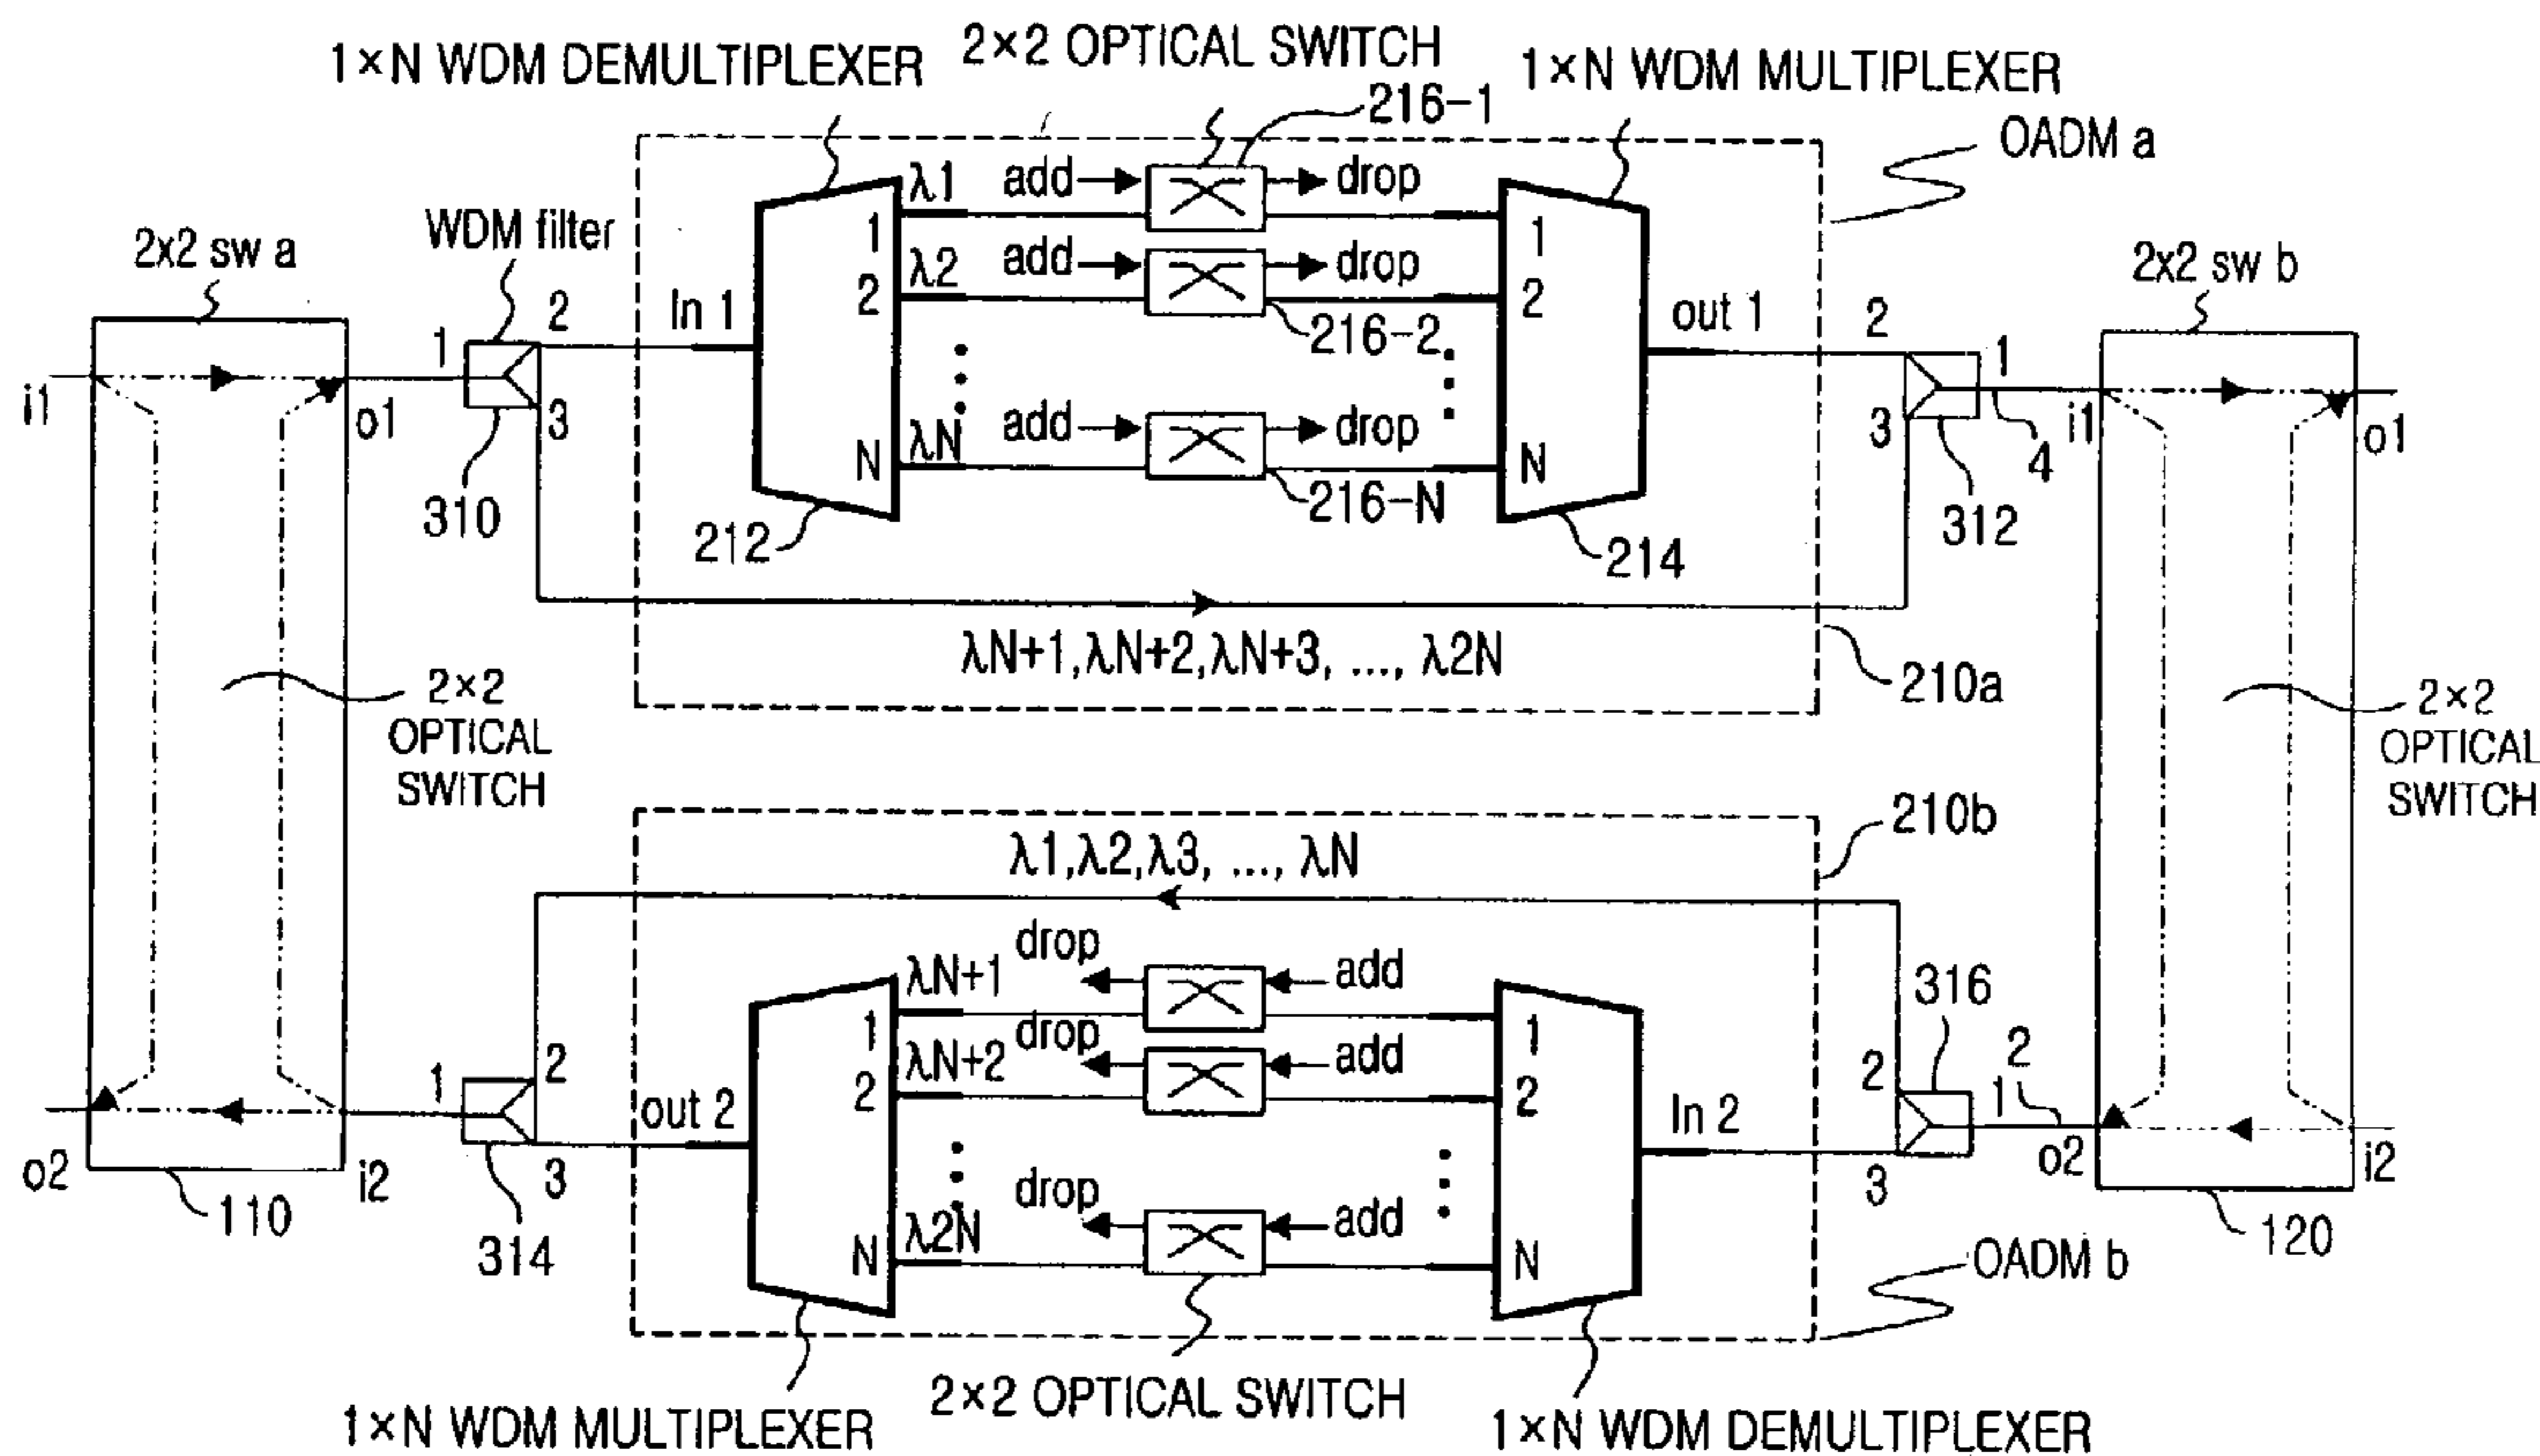 2×2 OPTICAL SWITCH
1×N WDM DEMULTIPLEXER
1×N WDM MULTIPLEXER
216-1
OADM a
λ1 add drop
WDM filter
1 1
2x2 sw a
λ2 add drop
2x2 sw b
2 2
2 In 1 out 1 2
216-2
1 1
i1 o1 3 3 4 i1 o1
λN add drop
N N
310 216-N 312
212 214
λN+1,λN+2,λN+3, ..., λ2N
210a
2×2
OPTICAL
SWITCH
2×2
OPTICAL
SWITCH
210b
λ1,λ2,λ3, ..., λN
drop add
λN+1
316
1 1
drop add
λN+2
2 2
1 2 2 1 2
out 2 In 2
o2 i2 3 3 o2 i2
drop add
λ2N
110 120
314 N N
OADM b
2×2 OPTICAL SWITCH
1×N WDM MULTIPLEXER
1×N WDM DEMULTIPLEXER